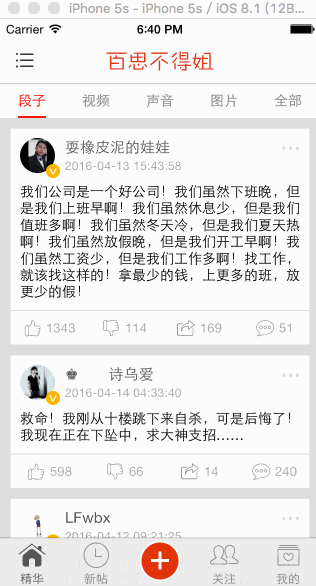 iPhone 5s - iPhone 5s / iOS 8.1 (12B...
Carrer 6:40 PM
百思不得姐
段子 视频 声音 图片 全部
耍橡皮泥的娃娃
2016-04-13 15:43:58
我们公司是一个好公司！我们虽然下班晚，但
是我们上班早啊！我们虽然休息少，但是我们
值班多啊！我们虽然冬天冷，但是我们夏天热
啊！我们虽然放假晚，但是我们开工早啊！我
们虽然工资少，但是我们工作多啊！找工作，
就该找这样的！拿最少的钱，上更多的班，放
更少的假！
1343 114 169 51
♚ 诗乌爱
2016-04-14 04:33:40
救命！我刚从十楼跳下来自杀，可是后悔了！
我现在正在下坠中，求大神支招……
598 66 14 240
LFwbx
2016-04-12 09:21:25
精华 新帖 关注 我的